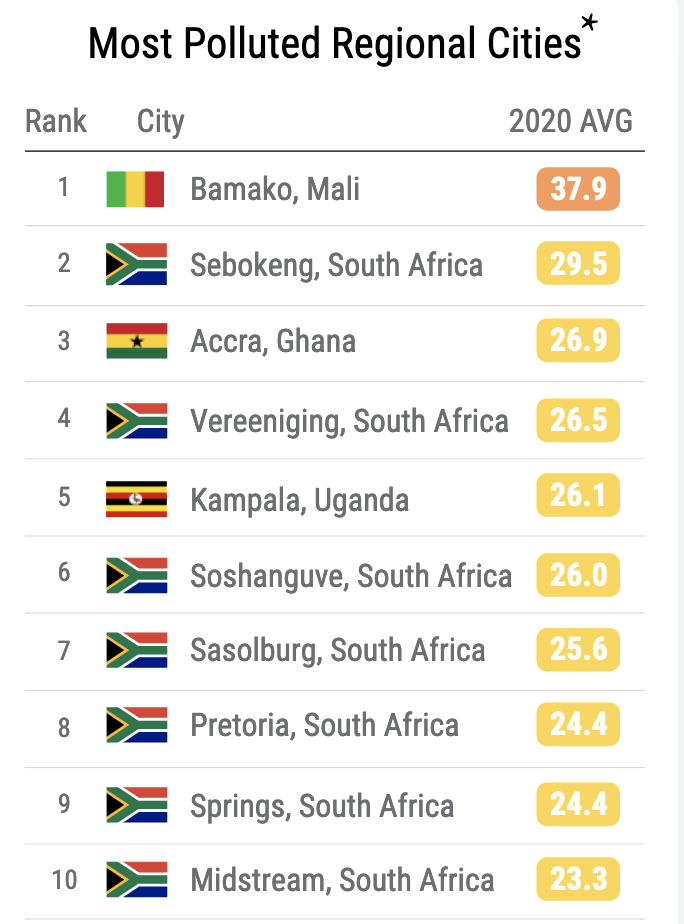 Most Polluted Regional Cities*
Rank City 2020 AVG
1 Bamako, Mali 37.9
2 Sebokeng, South Africa 29.5
3 Accra, Ghana 26.9
4 Vereeniging, South Africa 26.5
5 Kampala, Uganda 26.1
6 Soshanguve, South Africa 26.0
7 Sasolburg, South Africa 25.6
8 Pretoria, South Africa 24.4
9 Springs, South Africa 24.4
10 Midstream, South Africa 23.3